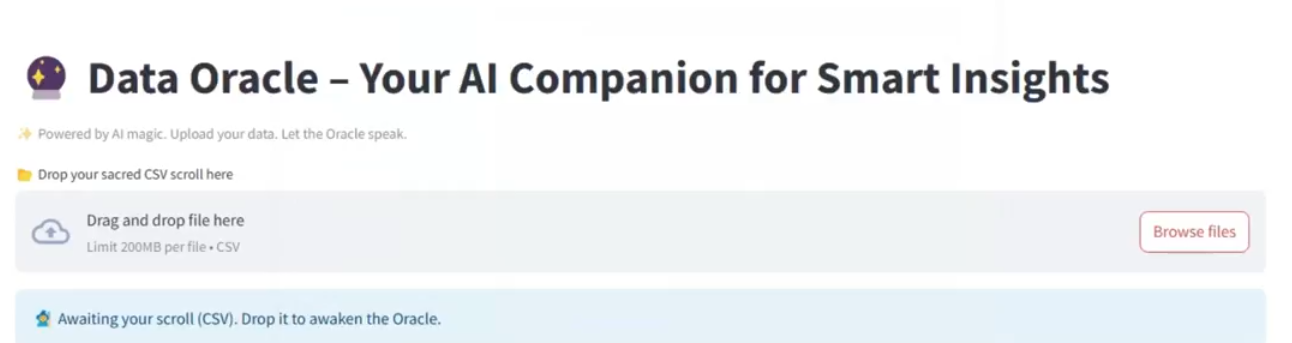 Data Oracle – Your AI Companion for Smart Insights
Powered by AI magic. Upload your data. Let the Oracle speak.
Drop your sacred CSV scroll here
Drag and drop file here
Limit 200MB per file • CSV
Browse files
Awaiting your scroll (CSV). Drop it to awaken the Oracle.